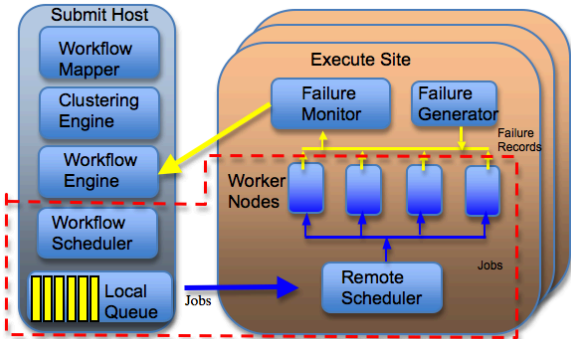 Submit Host
Workflow
Mapper
Clustering
Engine
Workflow
Engine
Workflow
Scheduler
Local
Queue
Jobs
Execute Site
Failure
Monitor
Failure
Generator
Failure
Records
Worker
Nodes
Jobs
Remote
Scheduler